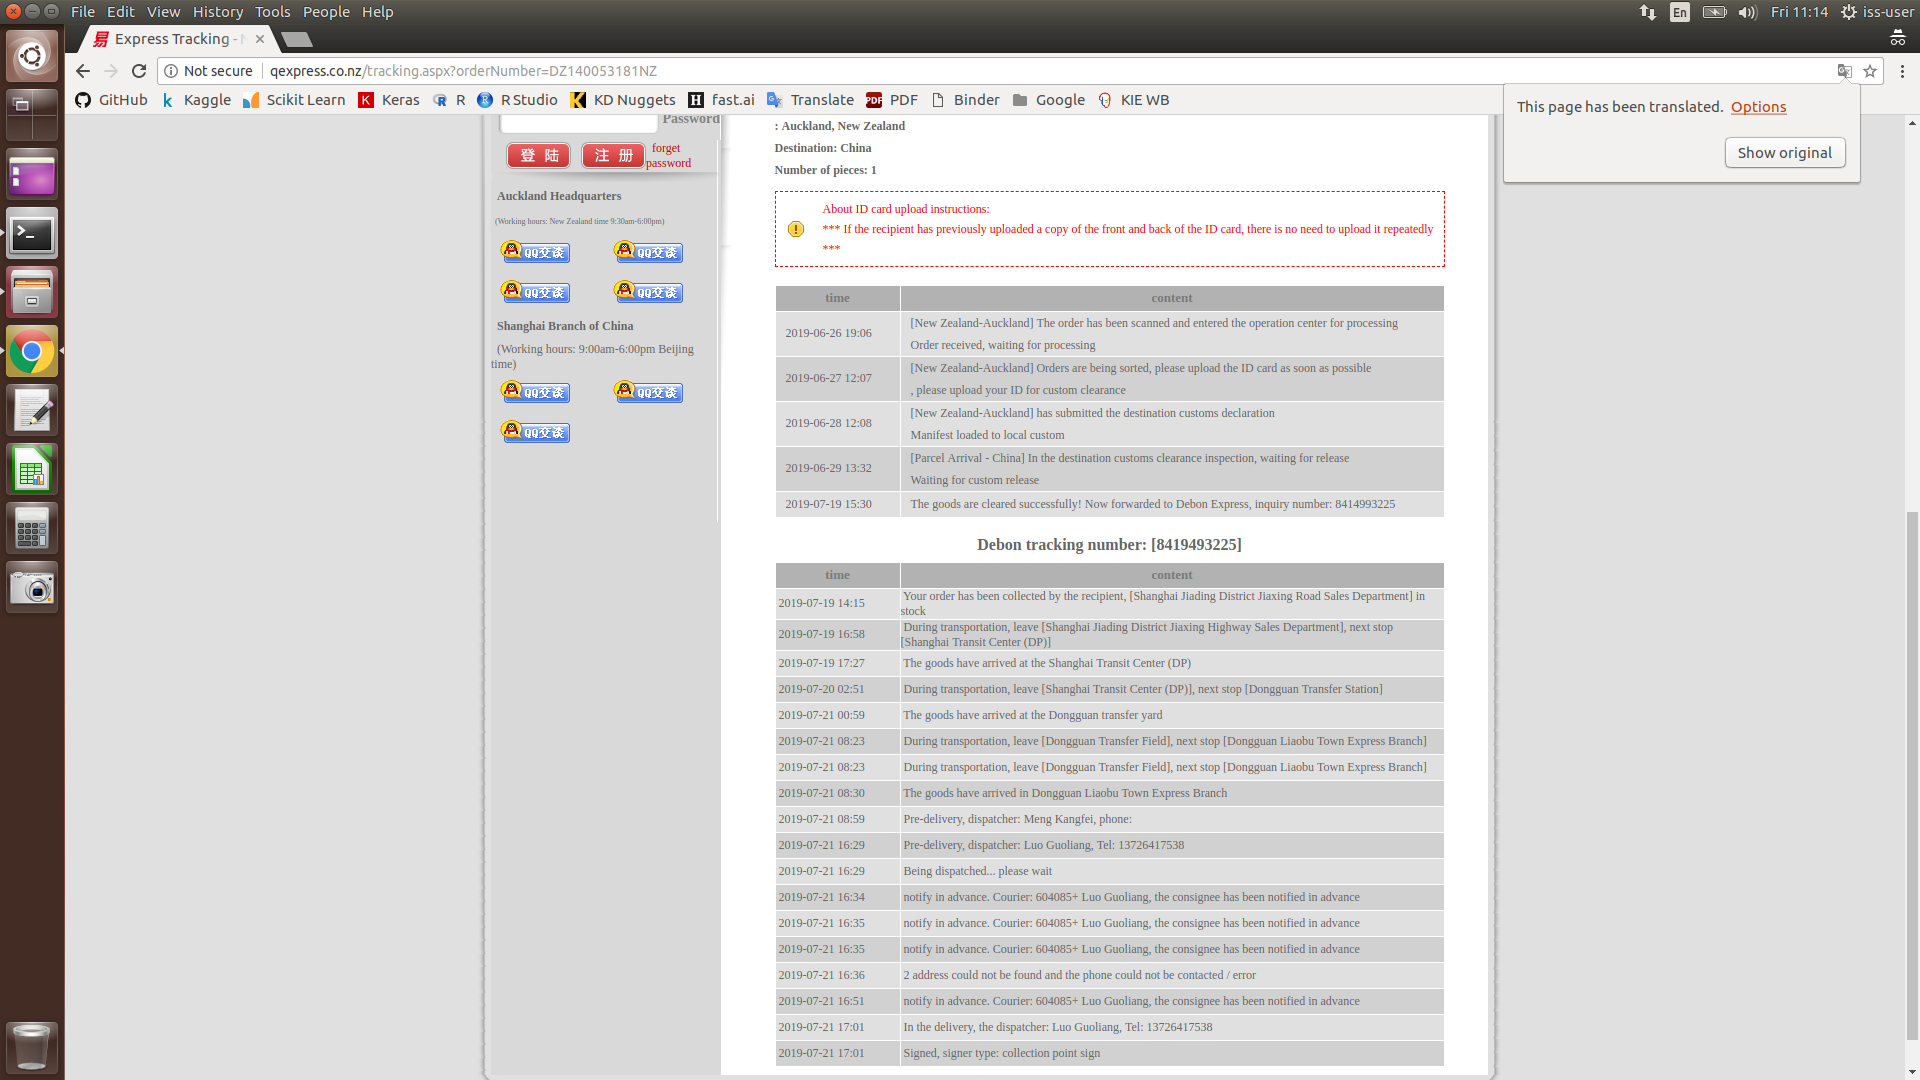 File Edit View History Tools People Help
En
Fri 11:14
iss-user
易 Express Tracking - N
Not secure
qexpress.co.nz/tracking.aspx?orderNumber=DZ140053181NZ
GitHub
k Kaggle
Scikit Learn
K Keras
R R
R RStudio
K KD Nuggets
H fast.ai
Translate
PDF PDF
Binder
Google
KIE WB
This page has been translated. Options
Show original
Password
登 陆
注 册
forget
password
Auckland Headquarters
(Working hours: New Zealand time 9:30am-6:00pm)
QQ交谈 QQ交谈
QQ交谈 QQ交谈
Shanghai Branch of China
(Working hours: 9:00am-6:00pm Beijing
time)
QQ交谈 QQ交谈
QQ交谈
: Auckland, New Zealand
Destination: China
Number of pieces: 1
About ID card upload instructions:
*** If the recipient has previously uploaded a copy of the front and back of the ID card, there is no need to upload it repeatedly
***
time content
2019-06-26 19:06 [New Zealand-Auckland] The order has been scanned and entered the operation center for processing
Order received, waiting for processing
2019-06-27 12:07 [New Zealand-Auckland] Orders are being sorted, please upload the ID card as soon as possible
, please upload your ID for custom clearance
2019-06-28 12:08 [New Zealand-Auckland] has submitted the destination customs declaration
Manifest loaded to local custom
2019-06-29 13:32 [Parcel Arrival - China] In the destination customs clearance inspection, waiting for release
Waiting for custom release
2019-07-19 15:30 The goods are cleared successfully! Now forwarded to Debon Express, inquiry number: 8414993225
Debon tracking number: [8419493225]
time content
2019-07-19 14:15 Your order has been collected by the recipient, [Shanghai Jiading District Jiaxing Road Sales Department] in
stock
2019-07-19 16:58 During transportation, leave [Shanghai Jiading District Jiaxing Highway Sales Department], next stop
[Shanghai Transit Center (DP)]
2019-07-19 17:27 The goods have arrived at the Shanghai Transit Center (DP)
2019-07-20 02:51 During transportation, leave [Shanghai Transit Center (DP)], next stop [Dongguan Transfer Station]
2019-07-21 00:59 The goods have arrived at the Dongguan transfer yard
2019-07-21 08:23 During transportation, leave [Dongguan Transfer Field], next stop [Dongguan Liaobu Town Express Branch]
2019-07-21 08:23 During transportation, leave [Dongguan Transfer Field], next stop [Dongguan Liaobu Town Express Branch]
2019-07-21 08:30 The goods have arrived in Dongguan Liaobu Town Express Branch
2019-07-21 08:59 Pre-delivery, dispatcher: Meng Kangfei, phone:
2019-07-21 16:29 Pre-delivery, dispatcher: Luo Guoliang, Tel: 13726417538
2019-07-21 16:29 Being dispatched... please wait
2019-07-21 16:34 notify in advance. Courier: 604085+ Luo Guoliang, the consignee has been notified in advance
2019-07-21 16:35 notify in advance. Courier: 604085+ Luo Guoliang, the consignee has been notified in advance
2019-07-21 16:35 notify in advance. Courier: 604085+ Luo Guoliang, the consignee has been notified in advance
2019-07-21 16:36 2 address could not be found and the phone could not be contacted / error
2019-07-21 16:51 notify in advance. Courier: 604085+ Luo Guoliang, the consignee has been notified in advance
2019-07-21 17:01 In the delivery, the dispatcher: Luo Guoliang, Tel: 13726417538
2019-07-21 17:01 Signed, signer type: collection point sign